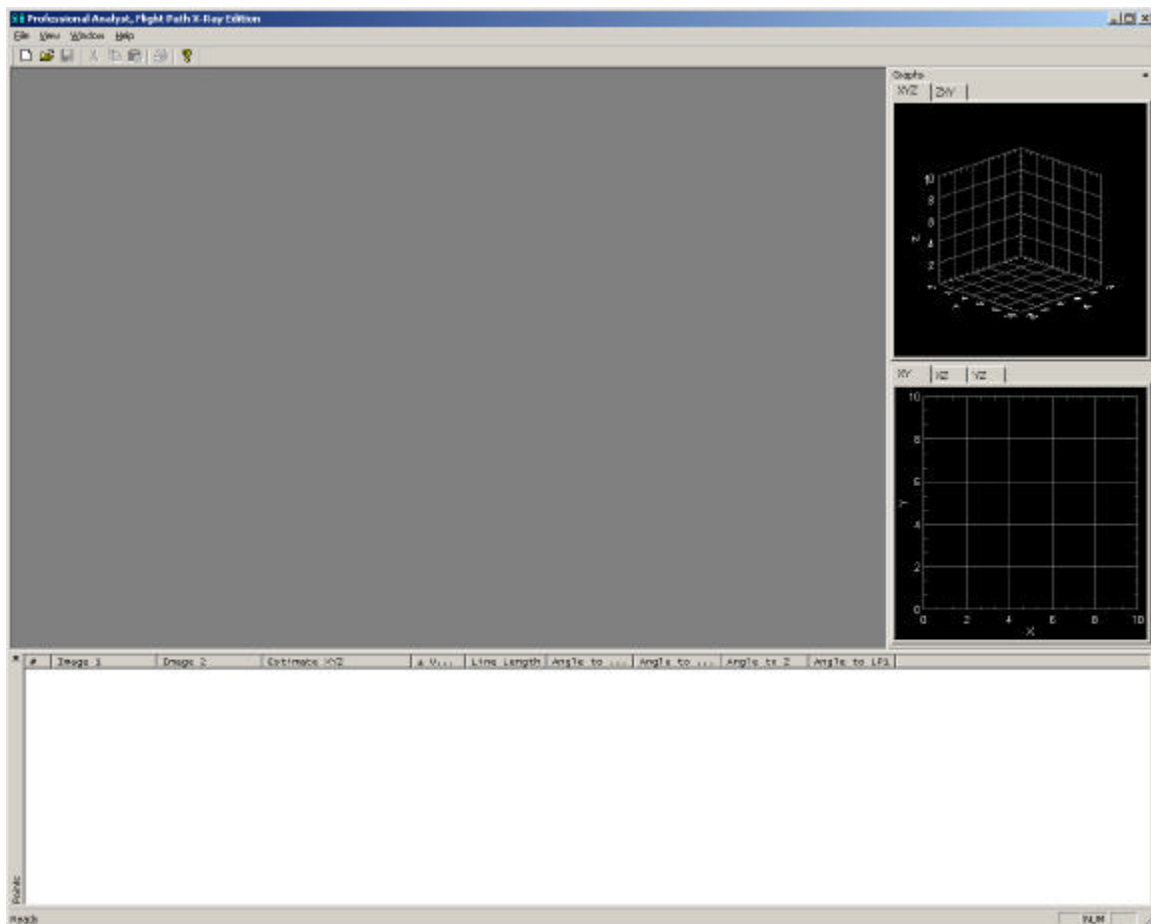 Professional Analyst, Flight Path X-Ray Edition
File View Window Help
Graphs
XYZ ZXY
10
8
6
4
2
Z
XY XZ YZ
10
8
6
4
2
0
Y
0 2 4 6 8 10
X
# Image 1 Image 2 Estimate XYZ Line Length Angle to ... Angle to ... Angle to Z Angle to LP1
Points
Ready NUM